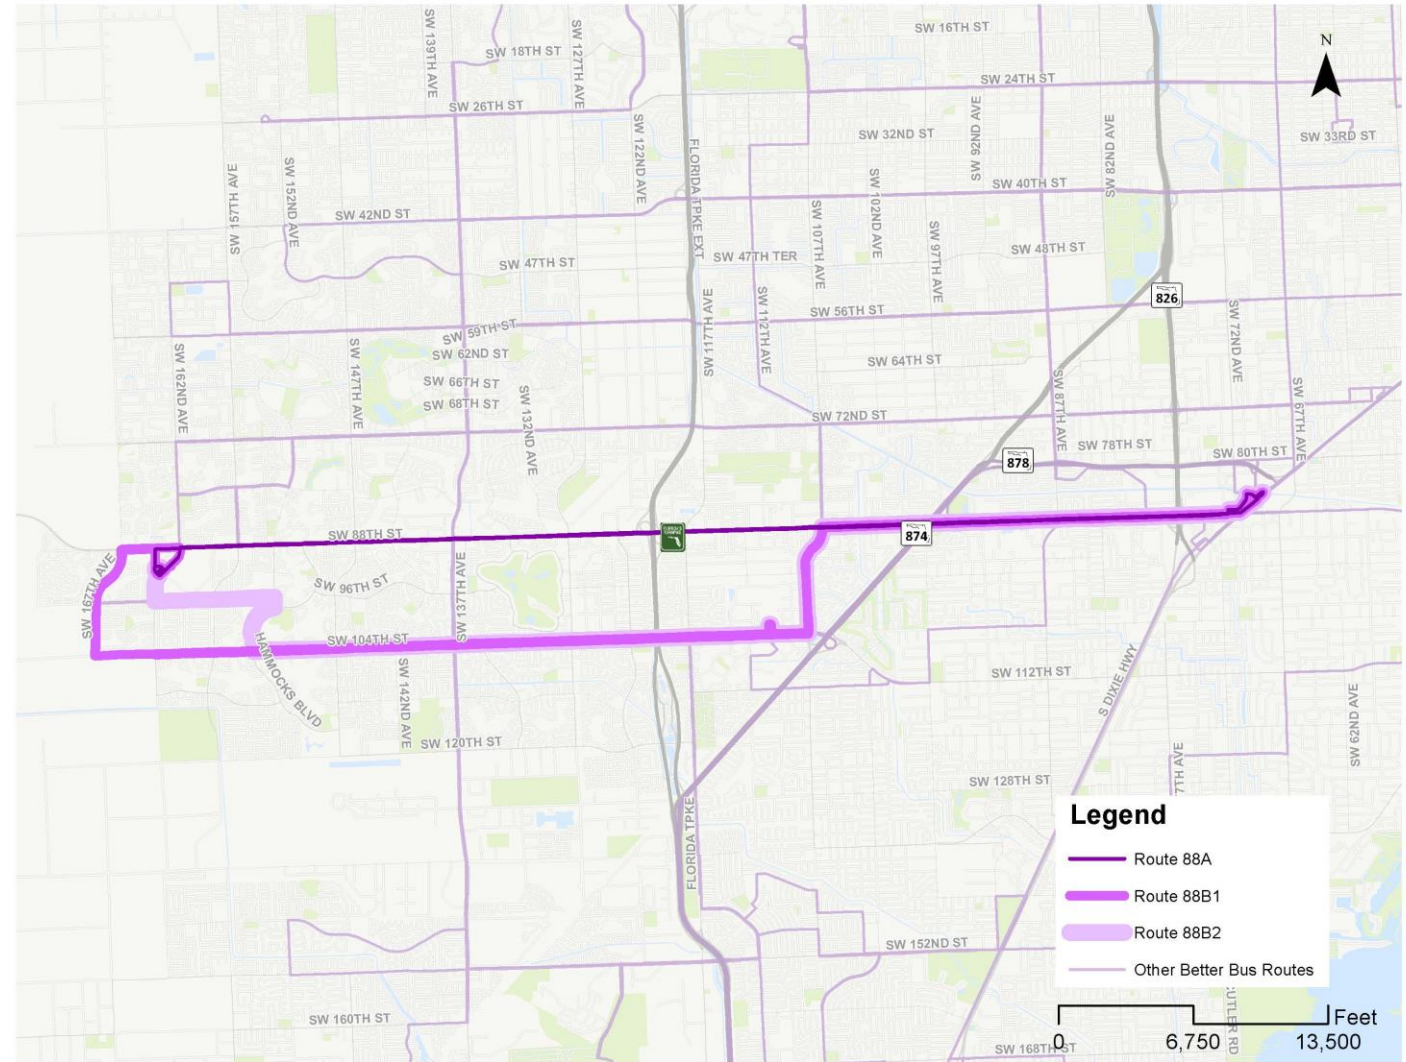 SW 16TH ST
SW 139TH AVE
SW 18TH ST
SW 127TH AVE
N
SW 24TH ST
SW 26TH ST
SW 122ND AVE
FLORIDA TPKE EXT
SW 32ND ST
SW 92ND AVE
SW 82ND AVE
SW 33RD ST
SW 157TH AVE
SW 152ND AVE
SW 42ND ST
SW 107TH AVE
SW 102ND AVE
SW 40TH ST
SW 97TH AVE
SW 47TH ST
SW 47TH TER
SW 48TH ST
826
SW 117TH AVE
SW 112TH AVE
SW 56TH ST
SW 72ND AVE
SW 162ND AVE
SW 147TH AVE
SW 59TH ST
SW 62ND ST
SW 66TH ST
SW 68TH ST
SW 132ND AVE
SW 64TH ST
SW 87TH AVE
SW 67TH AVE
SW 72ND ST
SW 78TH ST
SW 80TH ST
878
SW 88TH ST
874
SW 167TH AVE
SW 96TH ST
SW 137TH AVE
SW 104TH ST
HAMMOCKS BLVD
SW 142ND AVE
SW 112TH ST
S DIXIE HWY
SW 62ND AVE
SW 120TH ST
7TH AVE
SW 128TH ST
FLORIDA TPKE
Legend
Route 88A
Route 88B1
Route 88B2
Other Better Bus Routes
SW 152ND ST
CUTLER RD
SW 160TH ST
SW 168TH ST
Feet
0 6,750 13,500